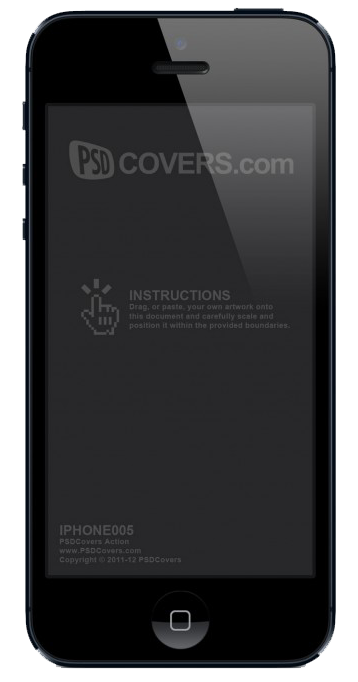 PSD COVERS.com
INSTRUCTIONS
Drag, or paste, your own artwork onto
this document and carefully scale and
position it within the provided boundaries.
IPHONE005
PSDCovers Action
www.PSDCovers.com
Copyright © 2011-12 PSDCovers